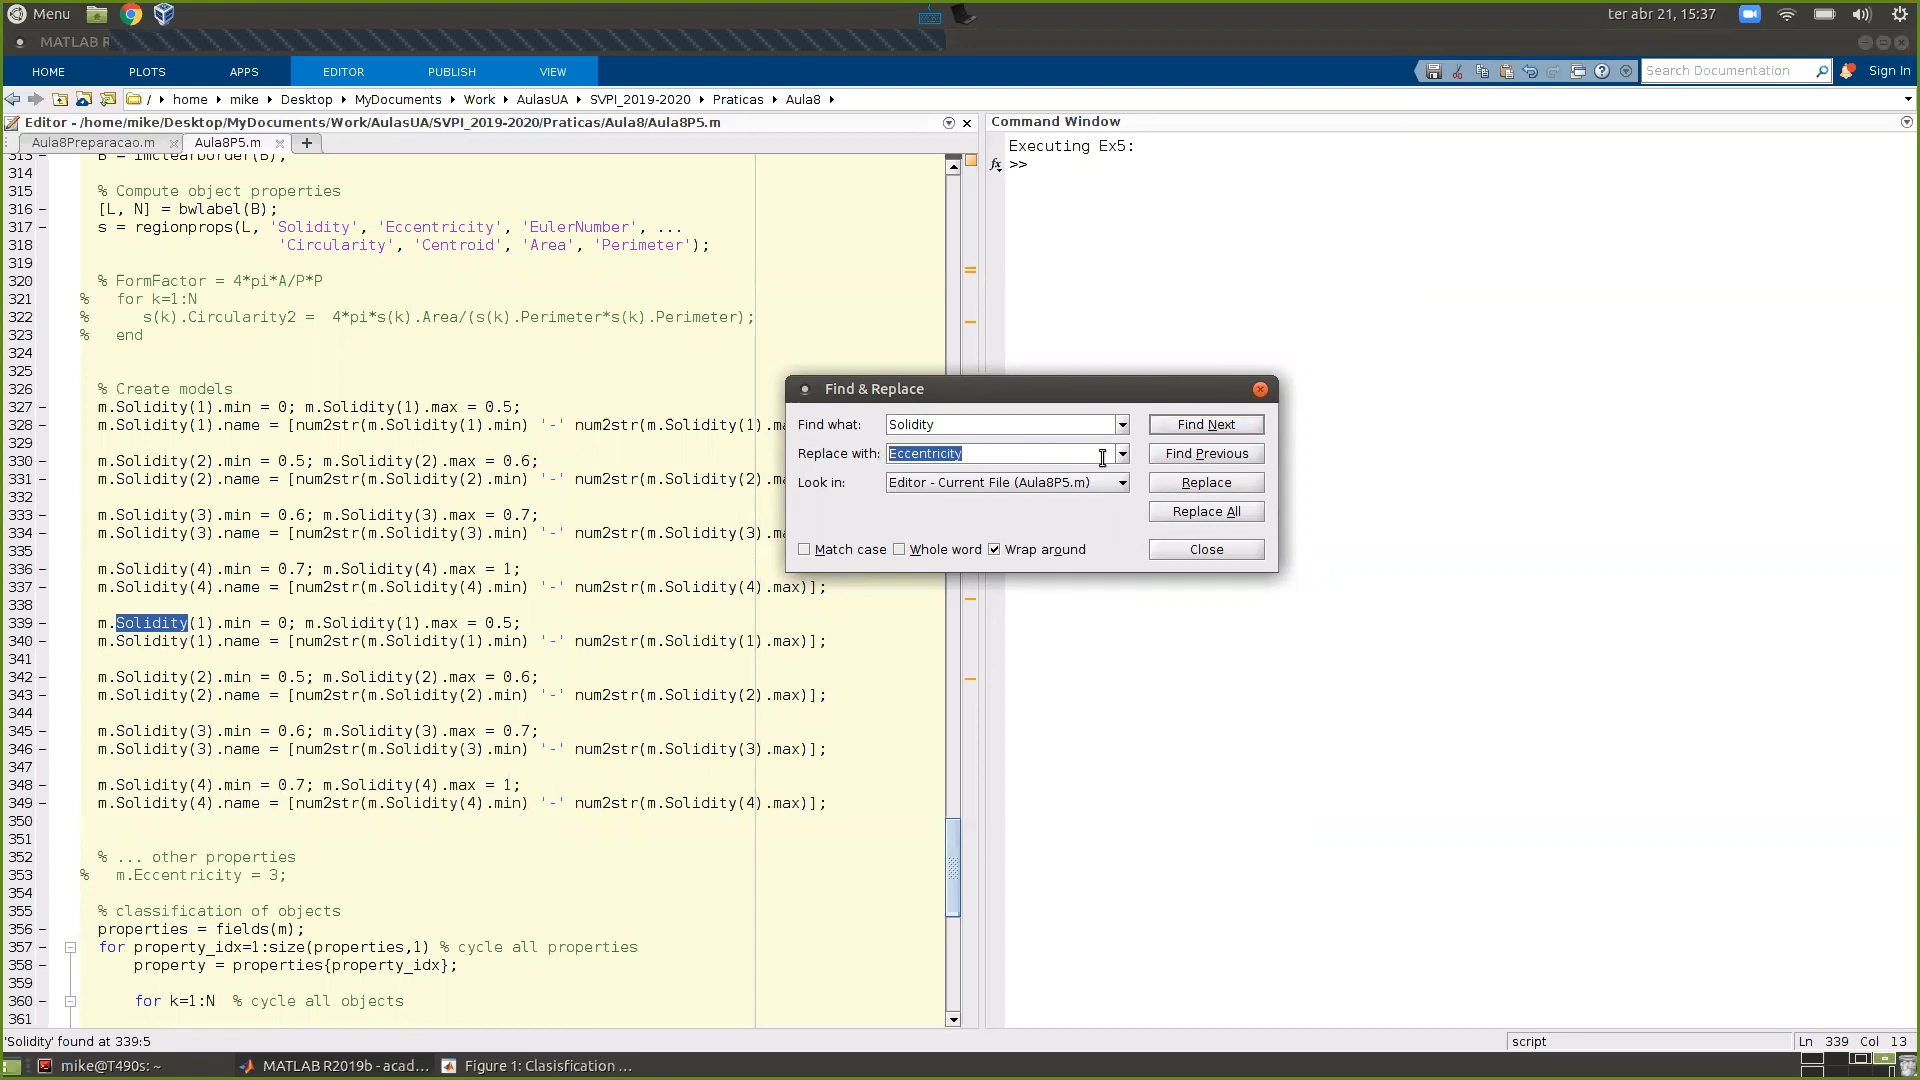 Menu
ter abr 21, 15:37
MATLAB R
HOME PLOTS APPS EDITOR PUBLISH VIEW
Search Documentation
Sign In
/ home mike Desktop MyDocuments Work AulasUA SVPI_2019-2020 Praticas Aula8
Editor - /home/mike/Desktop/MyDocuments/Work/AulasUA/SVPI_2019-2020/Praticas/Aula8/Aula8P5.m
Aula8Preparacao.m Aula8P5.m
313 B = imclearborder(B);
314
315 % Compute object properties
316 [L, N] = bwlabel(B);
317 s = regionprops(L, 'Solidity', 'Eccentricity', 'EulerNumber', ...
318 'Circularity', 'Centroid', 'Area', 'Perimeter');
319
320 % FormFactor = 4*pi*A/P*P
321 % for k=1:N
322 % s(k).Circularity2 = 4*pi*s(k).Area/(s(k).Perimeter*s(k).Perimeter);
323 % end
324
325
326 % Create models
327 m.Solidity(1).min = 0; m.Solidity(1).max = 0.5;
328 m.Solidity(1).name = [num2str(m.Solidity(1).min) '-' num2str(m.Solidity(1).ma
329
330 m.Solidity(2).min = 0.5; m.Solidity(2).max = 0.6;
331 m.Solidity(2).name = [num2str(m.Solidity(2).min) '-' num2str(m.Solidity(2).ma
332
333 m.Solidity(3).min = 0.6; m.Solidity(3).max = 0.7;
334 m.Solidity(3).name = [num2str(m.Solidity(3).min) '-' num2str(m.Solidity(3).ma
335
336 m.Solidity(4).min = 0.7; m.Solidity(4).max = 1;
337 m.Solidity(4).name = [num2str(m.Solidity(4).min) '-' num2str(m.Solidity(4).max)];
338
339 m.Solidity(1).min = 0; m.Solidity(1).max = 0.5;
340 m.Solidity(1).name = [num2str(m.Solidity(1).min) '-' num2str(m.Solidity(1).max)];
341
342 m.Solidity(2).min = 0.5; m.Solidity(2).max = 0.6;
343 m.Solidity(2).name = [num2str(m.Solidity(2).min) '-' num2str(m.Solidity(2).max)];
344
345 m.Solidity(3).min = 0.6; m.Solidity(3).max = 0.7;
346 m.Solidity(3).name = [num2str(m.Solidity(3).min) '-' num2str(m.Solidity(3).max)];
347
348 m.Solidity(4).min = 0.7; m.Solidity(4).max = 1;
349 m.Solidity(4).name = [num2str(m.Solidity(4).min) '-' num2str(m.Solidity(4).max)];
350
351
352 % ... other properties
353 % m.Eccentricity = 3;
354
355 % classification of objects
356 properties = fields(m);
357 for property_idx=1:size(properties,1) % cycle all properties
358 property = properties{property_idx};
359
360 for k=1:N % cycle all objects
361
Command Window
Executing Ex5:
fx >>
Find & Replace
Find what: Solidity Find Next
Replace with: Eccentricity Find Previous
Look in: Editor - Current File (Aula8P5.m) Replace
Replace All
Match case Whole word Wrap around Close
'Solidity' found at 339:5
script
Ln 339 Col 13
mike@T490s: ~
MATLAB R2019b - acad...
Figure 1: Clasisfication ...